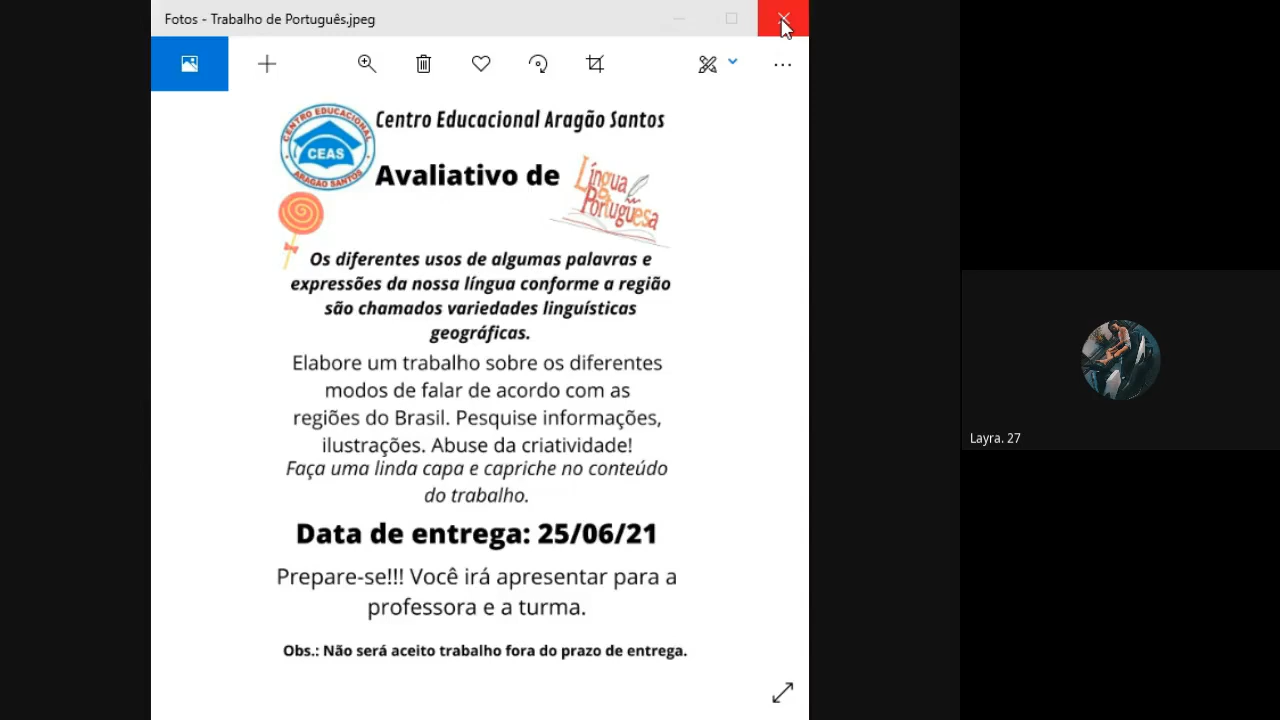 Fotos - Trabalho de Português.jpeg
CENTRO EDUCACIONAL
CEAS
ARAGÃO SANTOS
Centro Educacional Aragão Santos
Avaliativo de
Língua
Portuguesa
Os diferentes usos de algumas palavras e
expressões da nossa língua conforme a região
são chamados variedades linguísticas
geográficas.
Elabore um trabalho sobre os diferentes
modos de falar de acordo com as
regiões do Brasil. Pesquise informações,
ilustrações. Abuse da criatividade!
Faça uma linda capa e capriche no conteúdo
do trabalho.
Data de entrega: 25/06/21
Prepare-se!!! Você irá apresentar para a
professora e a turma.
Obs.: Não será aceito trabalho fora do prazo de entrega.
Layra. 27